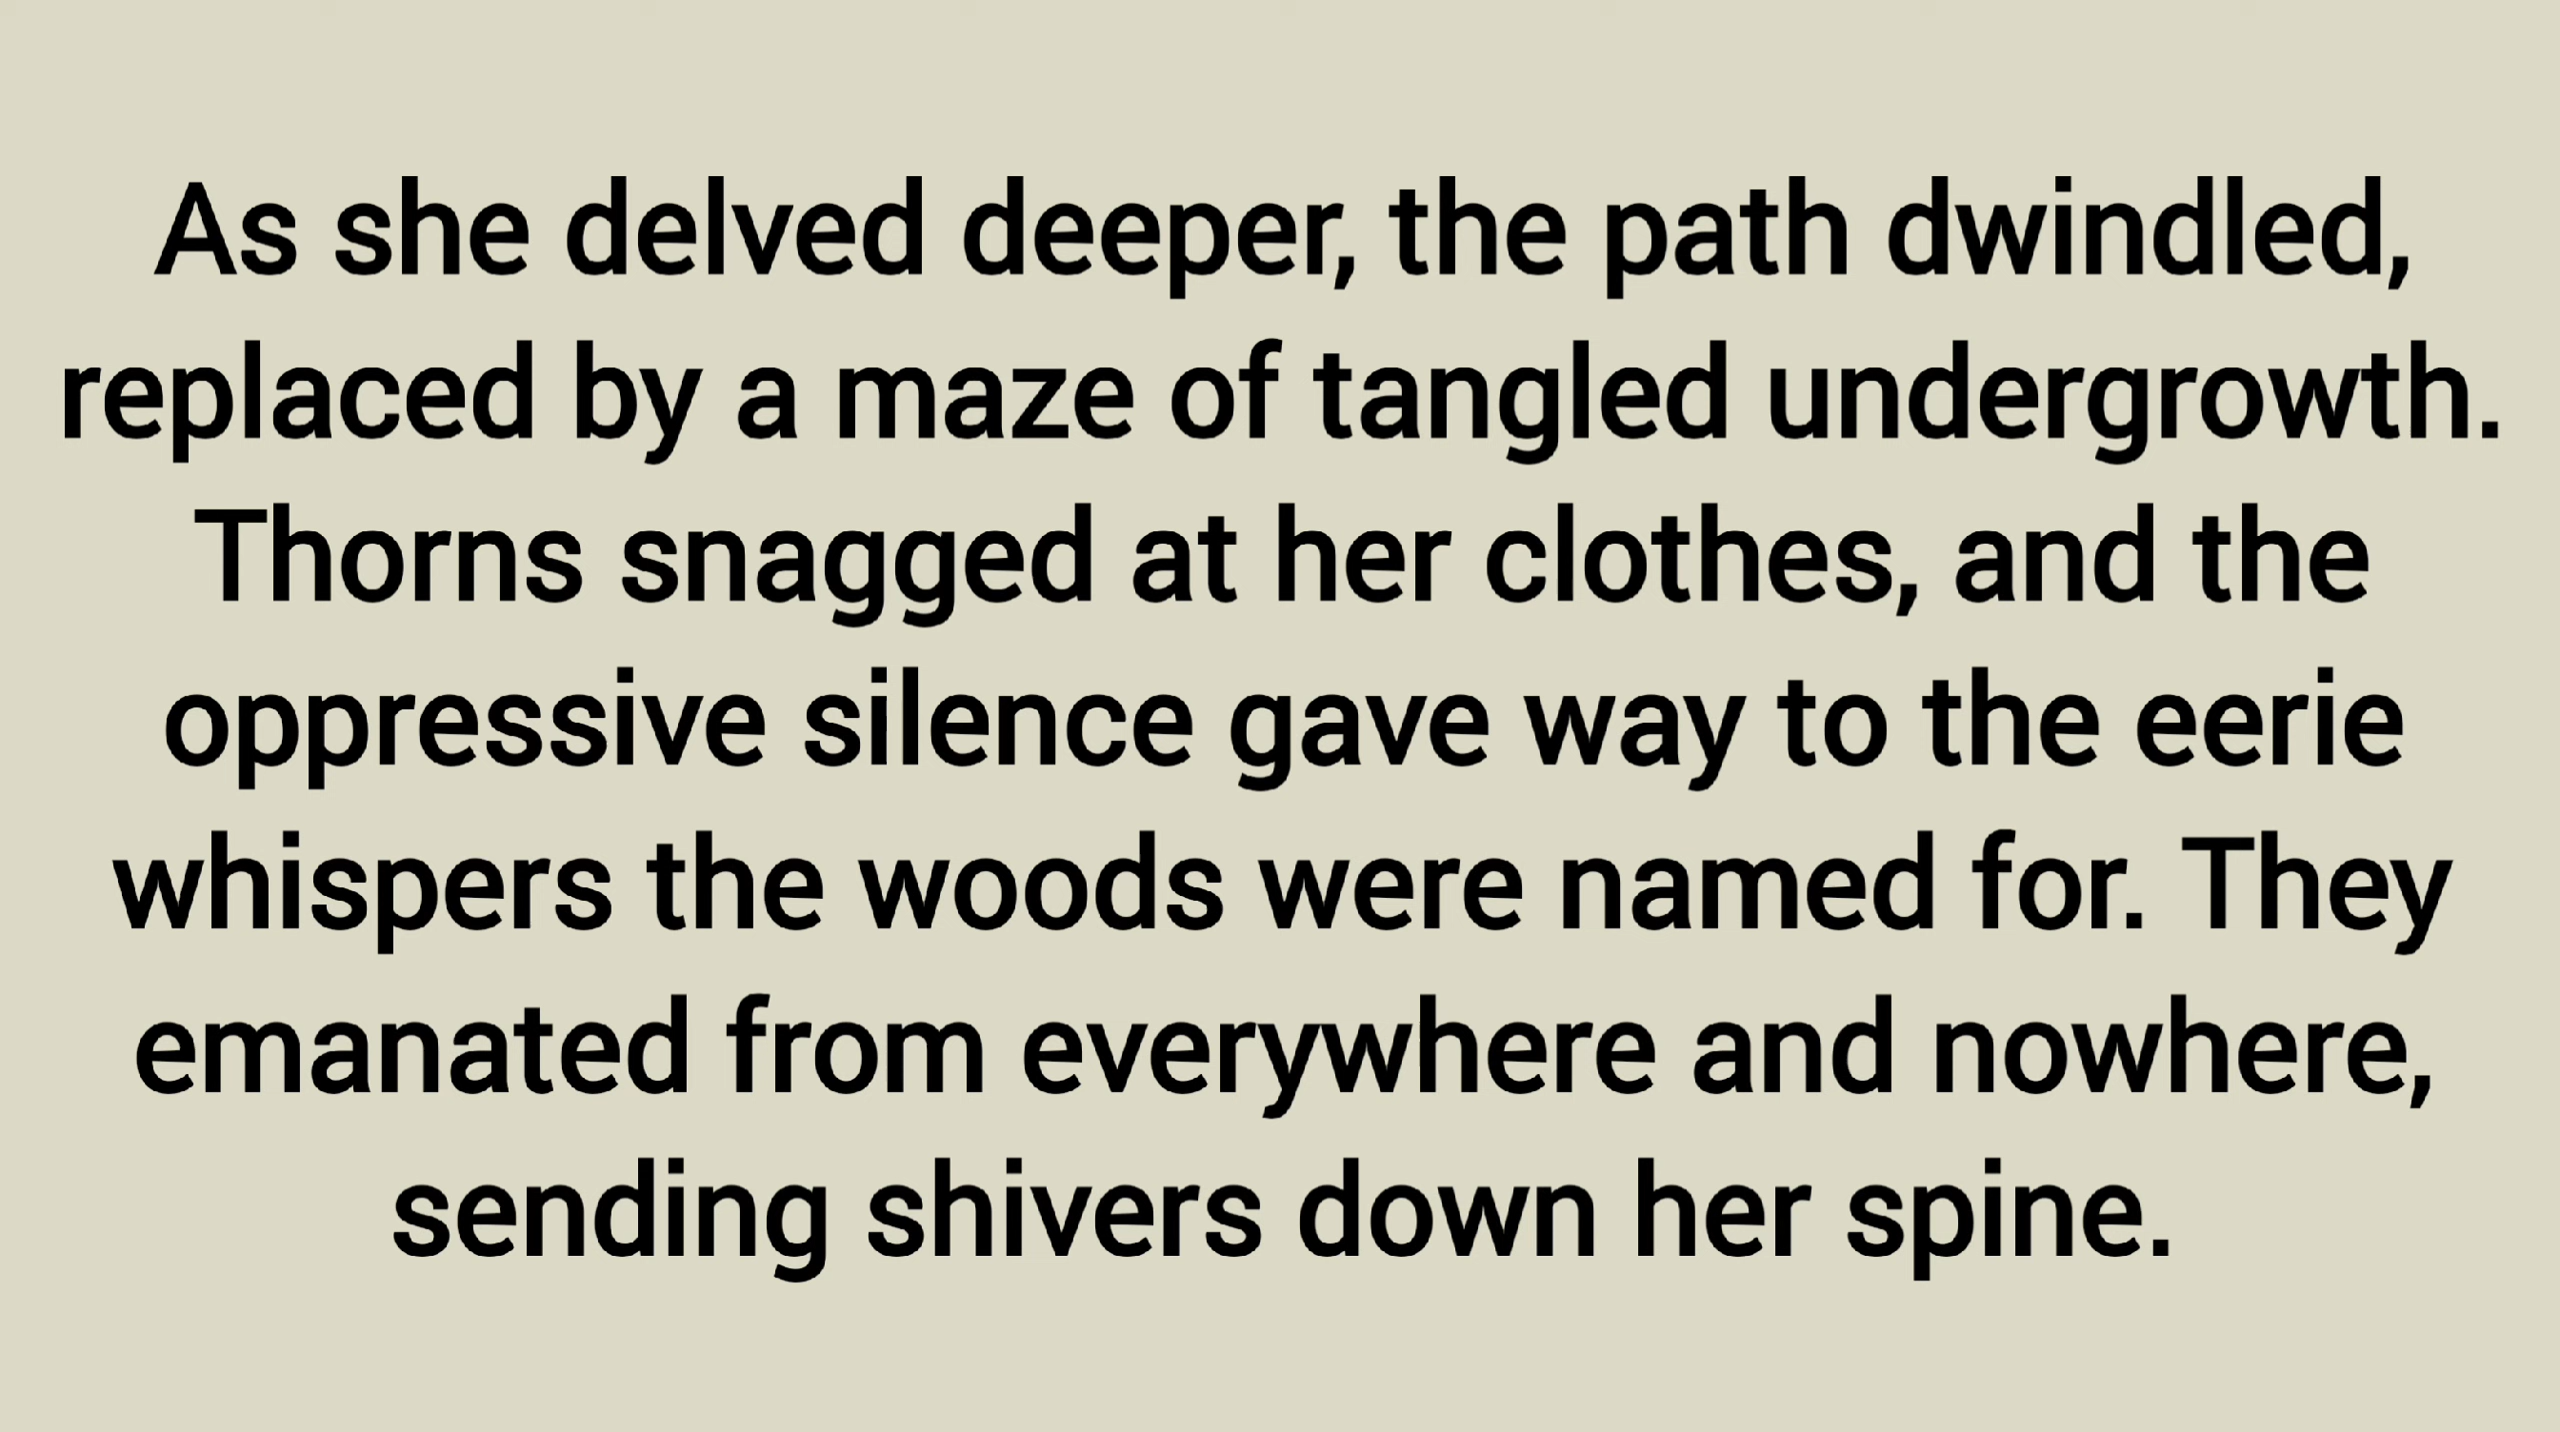 As she delved deeper, the path dwindled,
replaced by a maze of tangled undergrowth.
Thorns snagged at her clothes, and the
oppressive silence gave way to the eerie
whispers the woods were named for. They
emanated from everywhere and nowhere,
sending shivers down her spine.